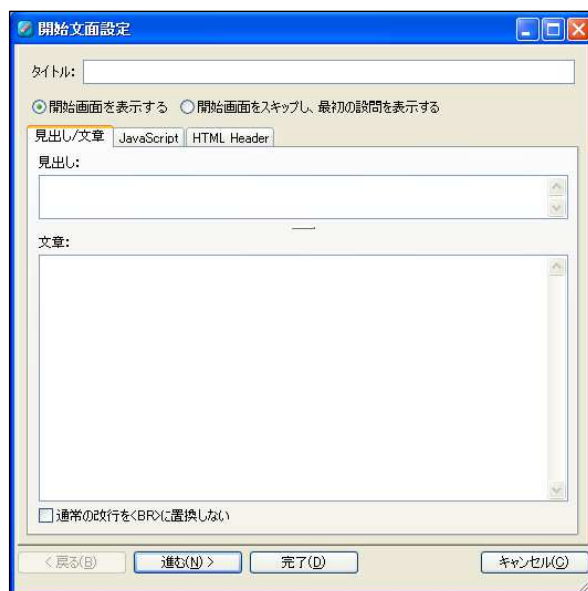 開始文面設定
タイトル:
開始画面を表示する 開始画面をスキップし、最初の設問を表示する
見出し/文章 JavaScript HTML Header
見出し:
文章:
通常の改行を<BR>に置換しない
< 戻る(B) 進む(N) > 完了(D) キャンセル(C)